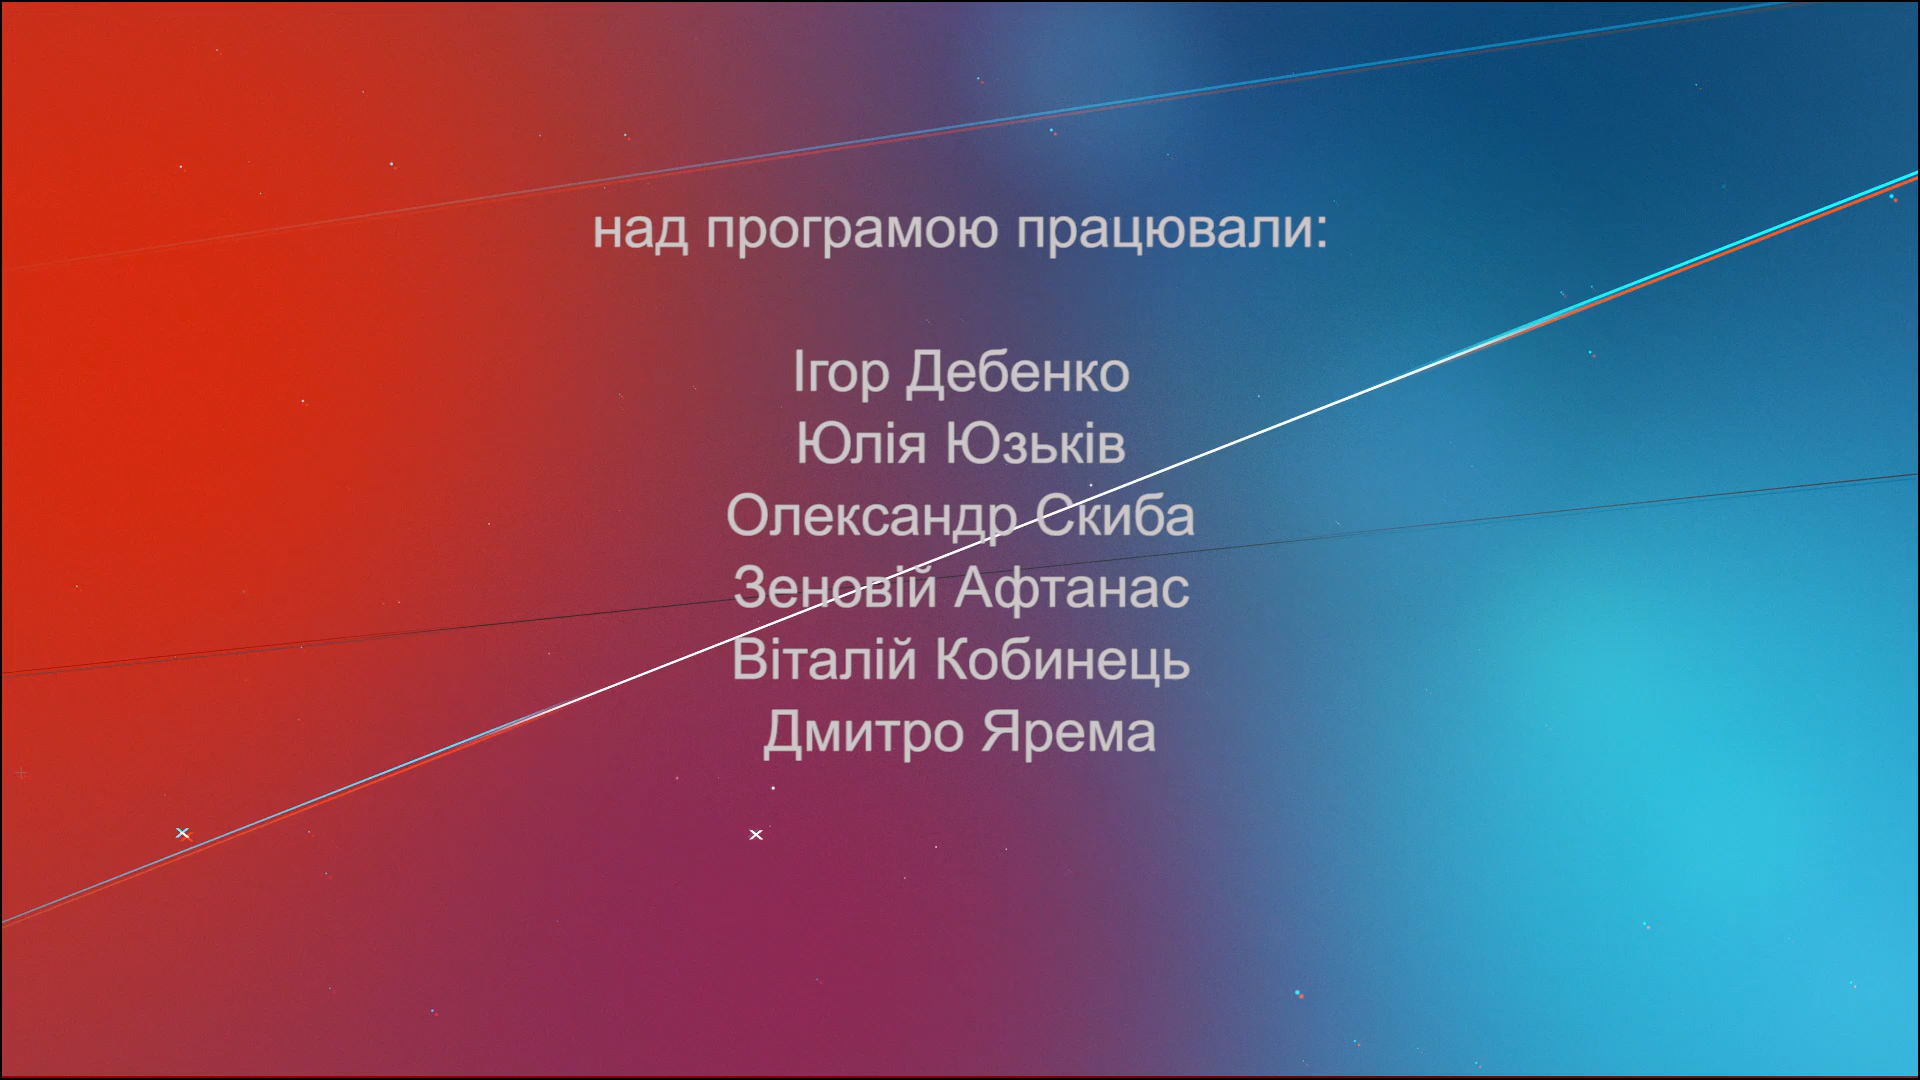 над програмою працювали:
Ігор Дебенко
Юлія Юзьків
Олександр Скиба
Зеновій Афтанас
Віталій Кобинець
Дмитро Ярема